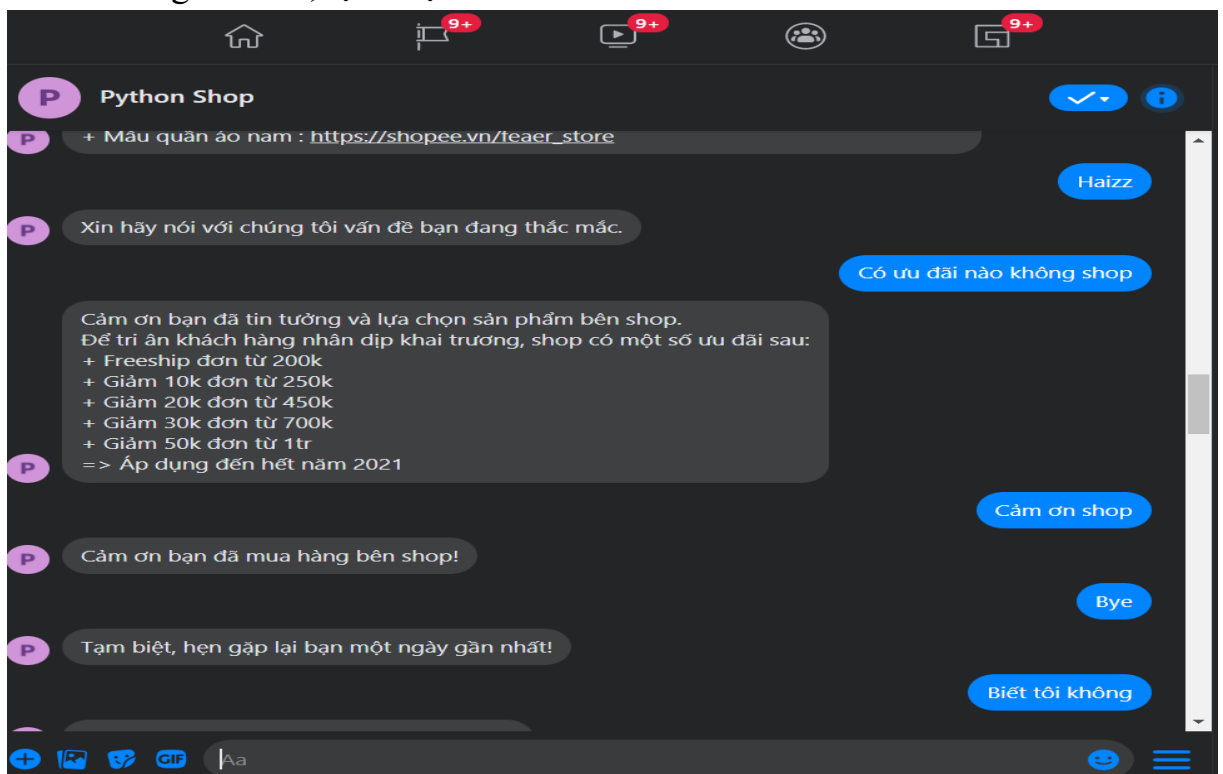 9+ 9+ 9+
P Python Shop
P + Mẫu quần áo nam : https://shopee.vn/feaer_store
Haizz
P Xin hãy nói với chúng tôi vấn đề bạn đang thắc mắc.
Có ưu đãi nào không shop
Cảm ơn bạn đã tin tưởng và lựa chọn sản phẩm bên shop.
Để tri ân khách hàng nhân dịp khai trương, shop có một số ưu đãi sau:
+ Freeship đơn từ 200k
+ Giảm 10k đơn từ 250k
+ Giảm 20k đơn từ 450k
+ Giảm 30k đơn từ 700k
+ Giảm 50k đơn từ 1tr
P => Áp dụng đến hết năm 2021
Cảm ơn shop
P Cảm ơn bạn đã mua hàng bên shop!
Bye
P Tạm biệt, hẹn gặp lại bạn một ngày gần nhất!
Biết tôi không
GIF Aa